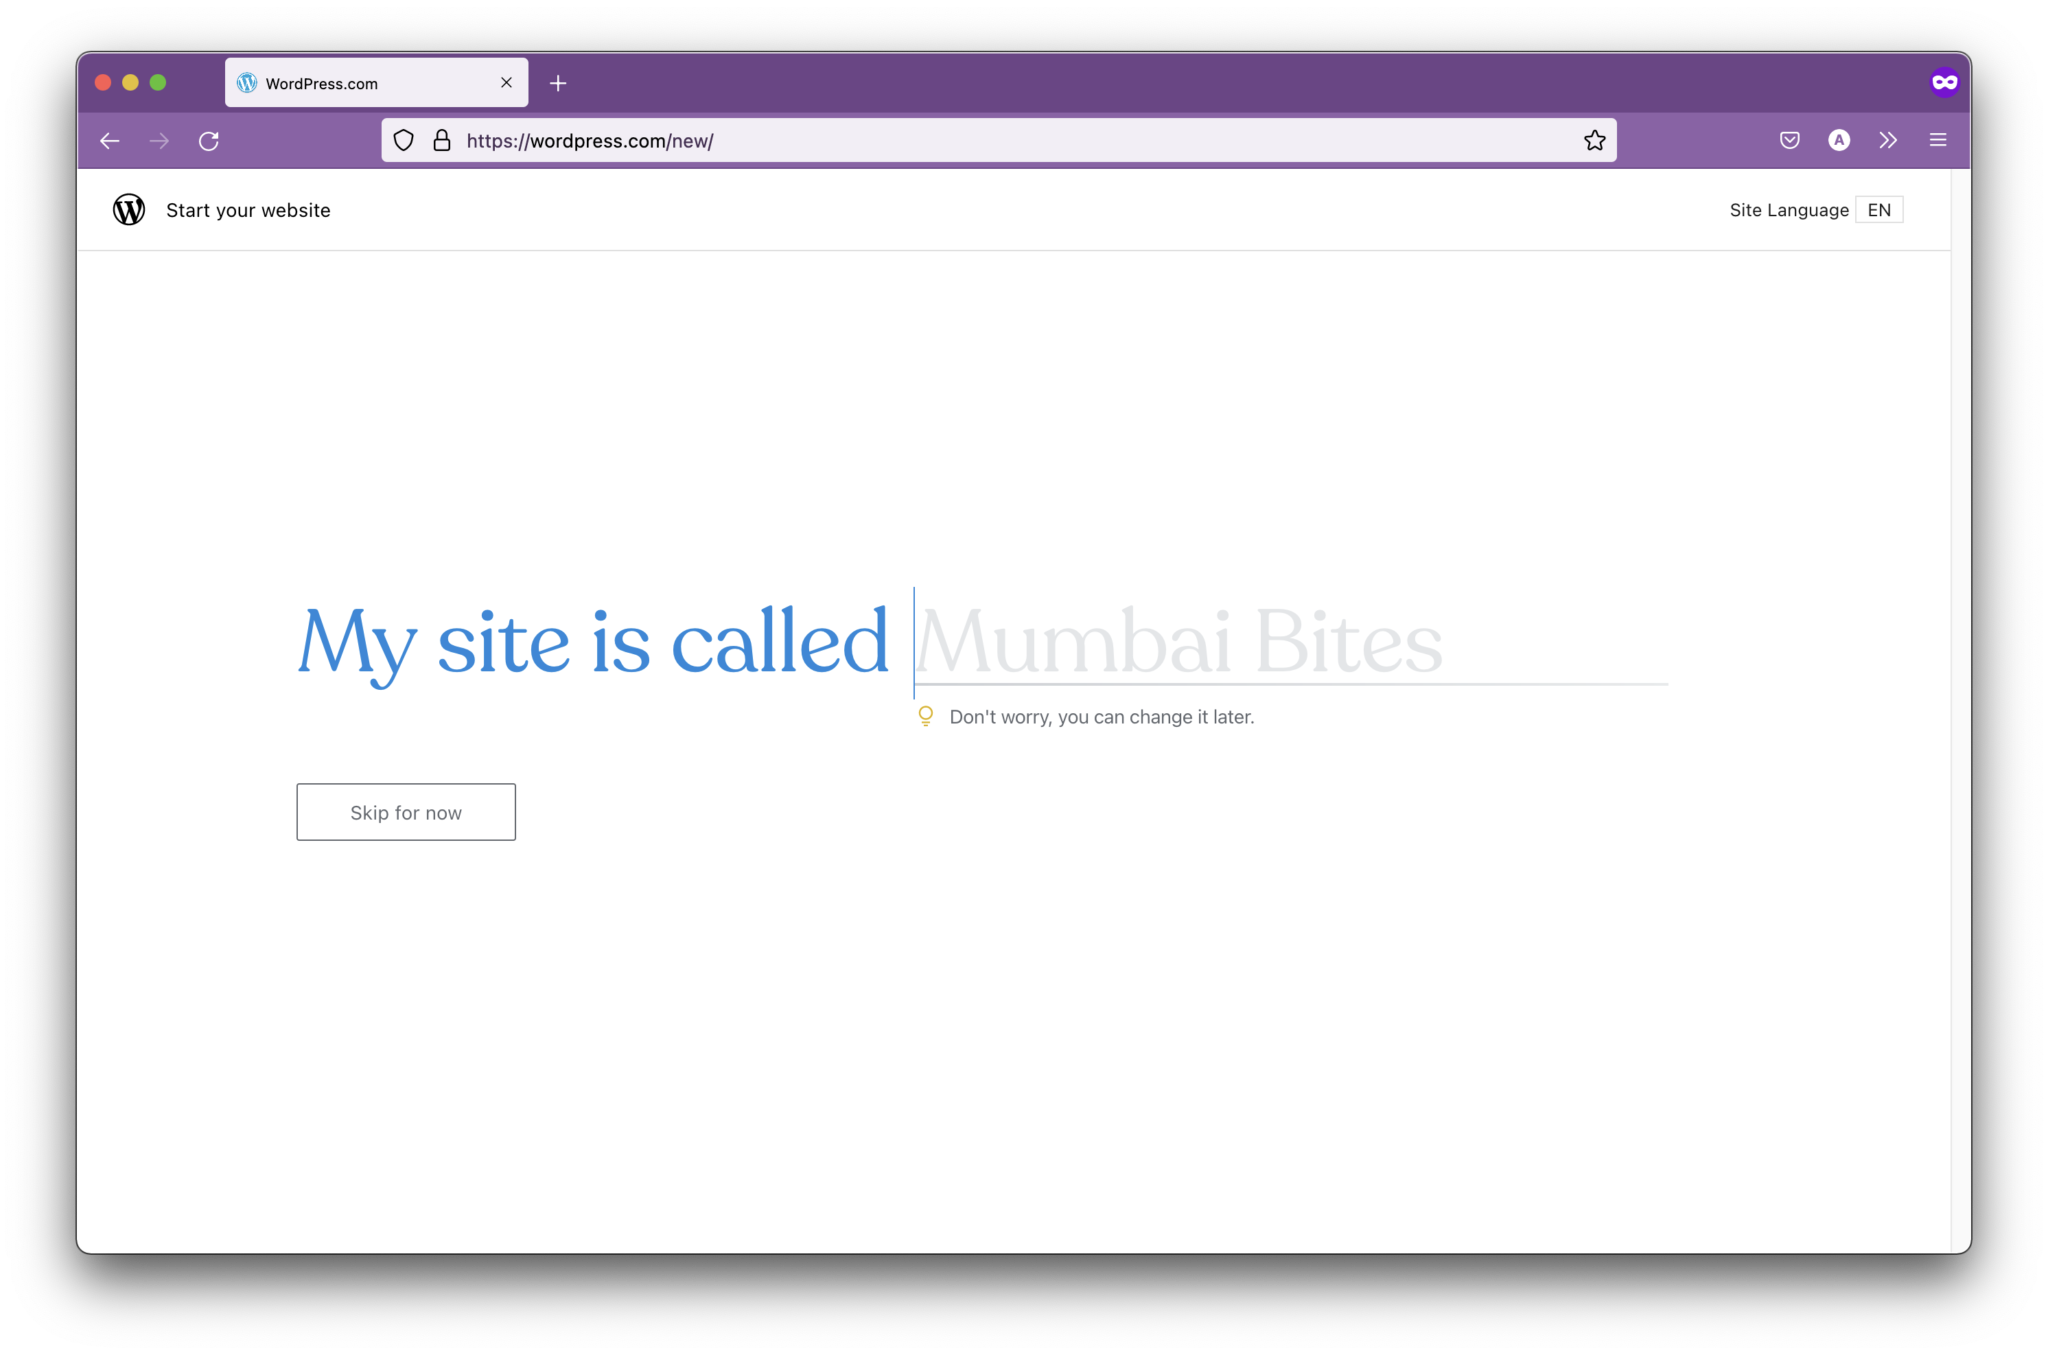 WordPress.com
https://wordpress.com/new/
A
Start your website
Site Language EN
My site is called Mumbai Bites
Don't worry, you can change it later.
Skip for now